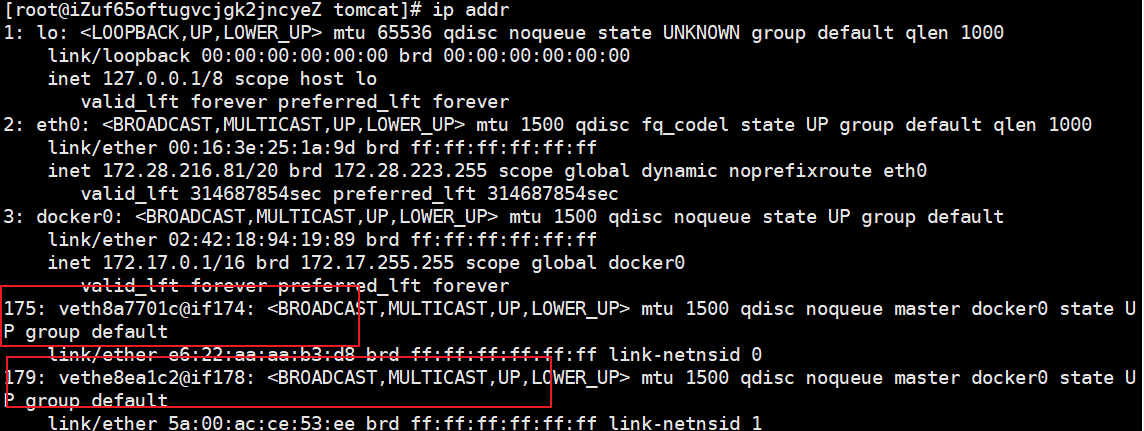 [root@iZuf65oftugvcjgk2jncyeZ tomcat]# ip addr
1: lo: <LOOPBACK,UP,LOWER_UP> mtu 65536 qdisc noqueue state UNKNOWN group default qlen 1000
    link/loopback 00:00:00:00:00:00 brd 00:00:00:00:00:00
    inet 127.0.0.1/8 scope host lo
       valid_lft forever preferred_lft forever
2: eth0: <BROADCAST,MULTICAST,UP,LOWER_UP> mtu 1500 qdisc fq_codel state UP group default qlen 1000
    link/ether 00:16:3e:25:1a:9d brd ff:ff:ff:ff:ff:ff
    inet 172.28.216.81/20 brd 172.28.223.255 scope global dynamic noprefixroute eth0
       valid_lft 314687854sec preferred_lft 314687854sec
3: docker0: <BROADCAST,MULTICAST,UP,LOWER_UP> mtu 1500 qdisc noqueue state UP group default
    link/ether 02:42:18:94:19:89 brd ff:ff:ff:ff:ff:ff
    inet 172.17.0.1/16 brd 172.17.255.255 scope global docker0
       valid_lft forever preferred_lft forever
175: veth8a7701c@if174: <BROADCAST,MULTICAST,UP,LOWER_UP> mtu 1500 qdisc noqueue master docker0 state U
P group default
    link/ether e6:22:aa:aa:b3:d8 brd ff:ff:ff:ff:ff:ff link-netnsid 0
179: vethe8ea1c2@if178: <BROADCAST,MULTICAST,UP,LOWER_UP> mtu 1500 qdisc noqueue master docker0 state U
P group default
    link/ether 5a:00:ac:ce:53:ee brd ff:ff:ff:ff:ff:ff link-netnsid 1